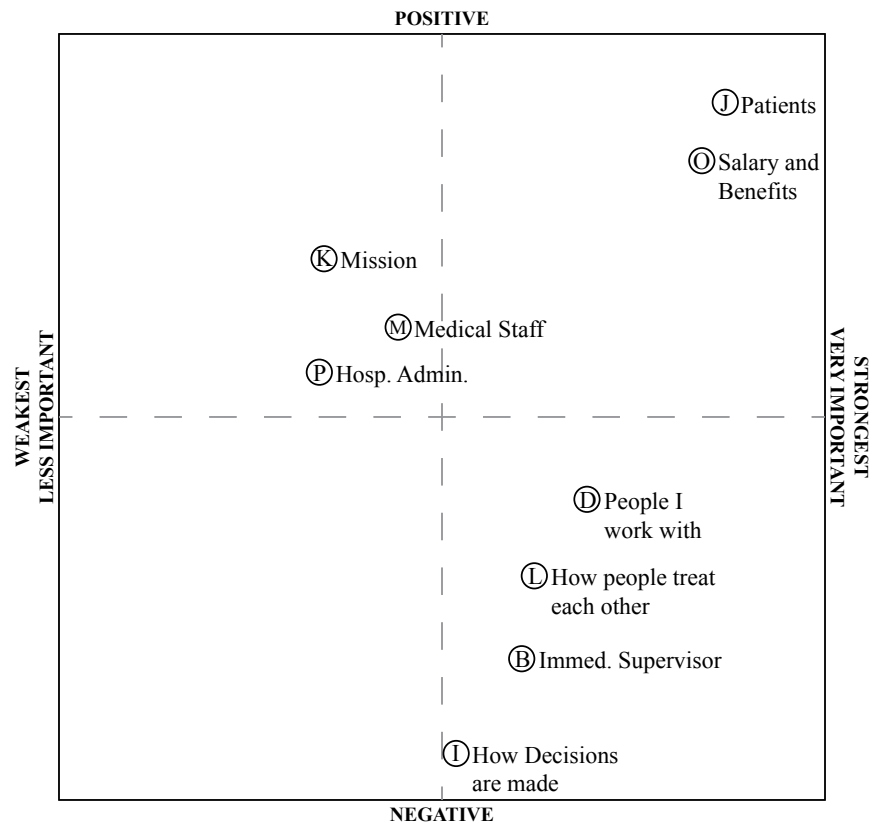 POSITIVE
J Patients
O Salary and
Benefits
K Mission
M Medical Staff
P Hosp. Admin.
WEAKEST
LESS IMPORTANT
STRONGEST
VERY IMPORTANT
D People I
work with
L How people treat
each other
B Immed. Supervisor
I How Decisions
are made
NEGATIVE